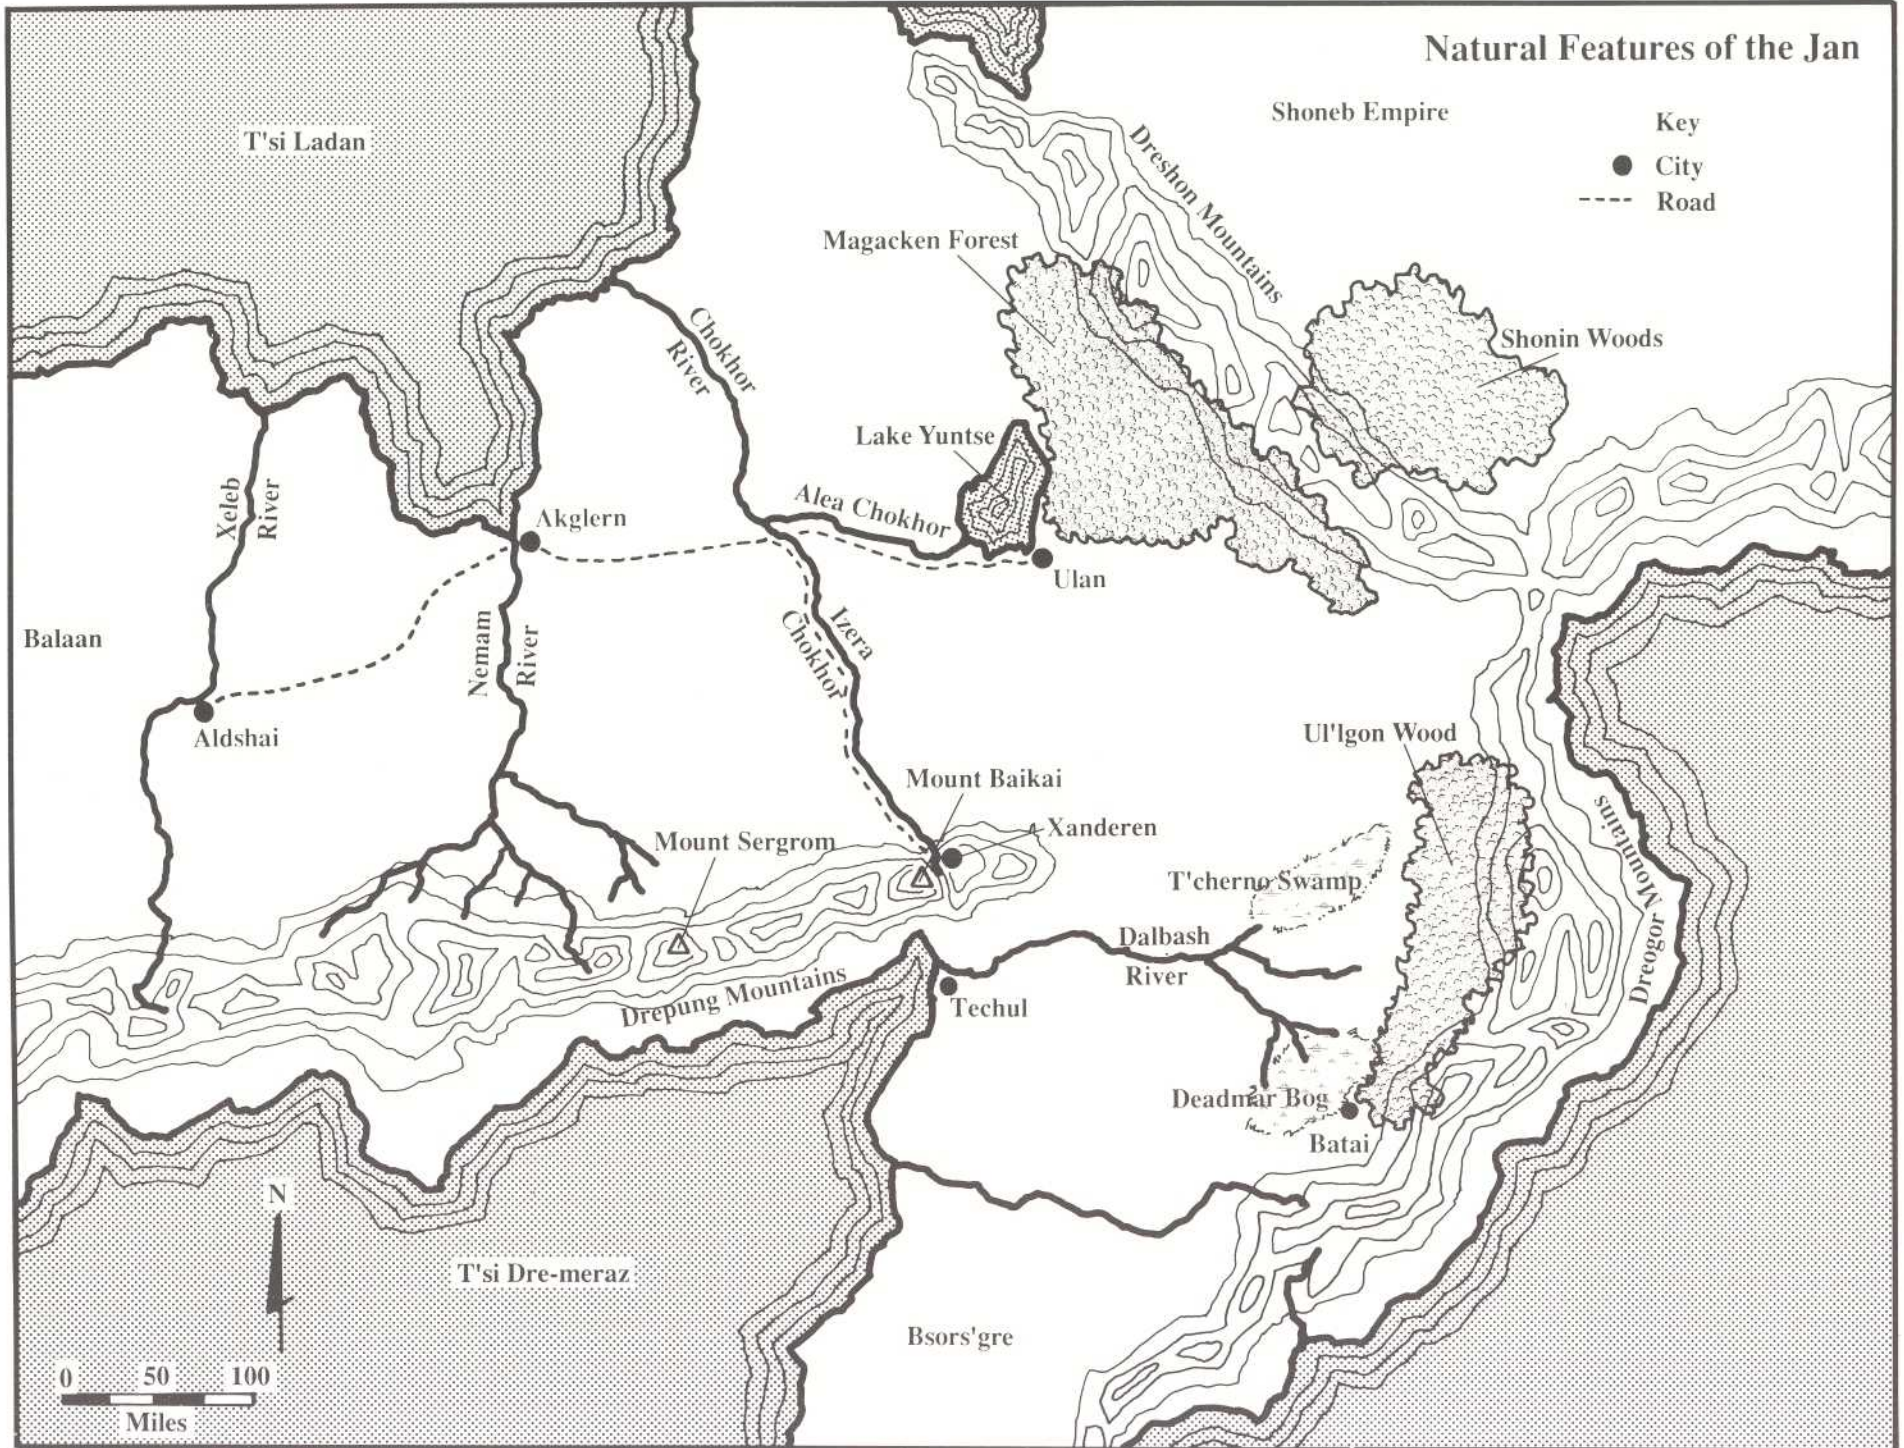 Natural Features of the Jan
Shoneb Empire
Key
City
Road
T'si Ladan
Dreshon Mountains
Magacken Forest
Chokhor
River
Shonin Woods
Lake Yuntse
Alea Chokhor
Xeleb
River
Akglern
Ulan
Balaan
Nemam
River
Izera
Chokhor
Aldshai
Ul'lgon Wood
Mount Baikai
Mount Sergrom
Xanderen
T'cherno Swamp
Dreogor Mountains
Dalbash
River
Drepung Mountains
Techul
Deadmar Bog
Batai
N
T'si Dre-meraz
Bsors'gre
0 50 100
Miles